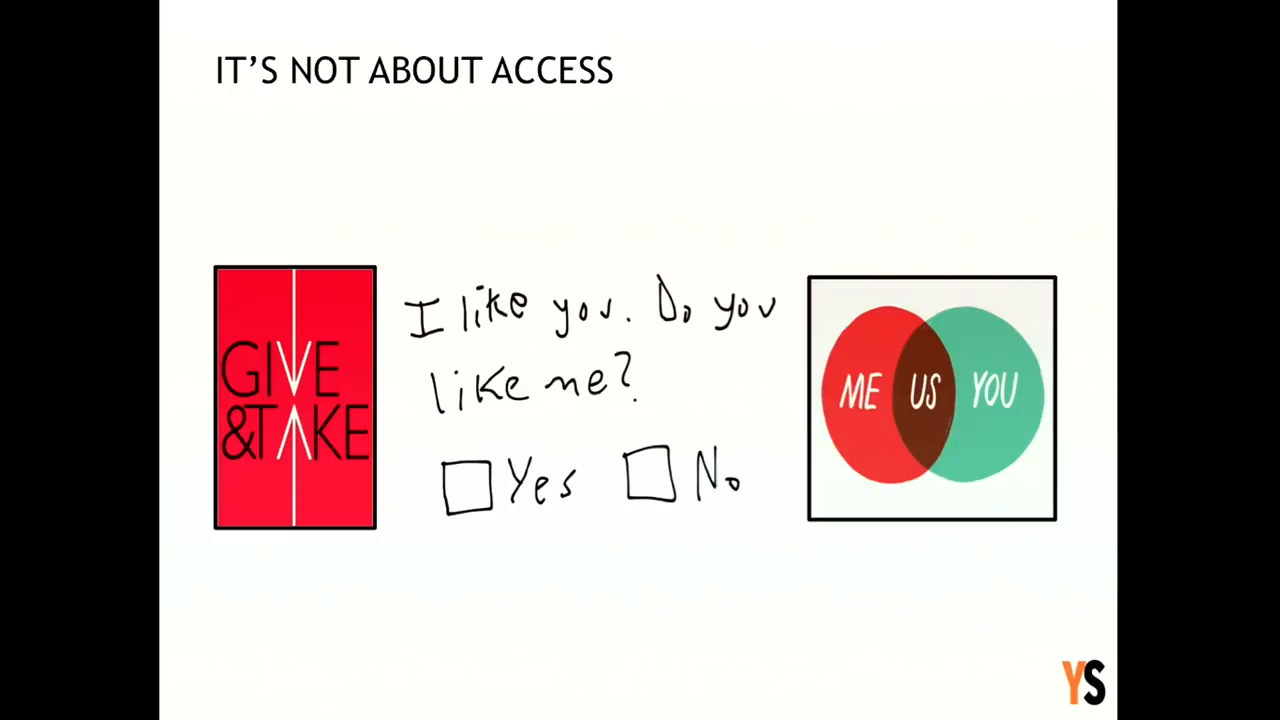 IT'S NOT ABOUT ACCESS
GIVE
&TAKE
I like you. Do you
like me?
Yes No
ME US YOU
YS